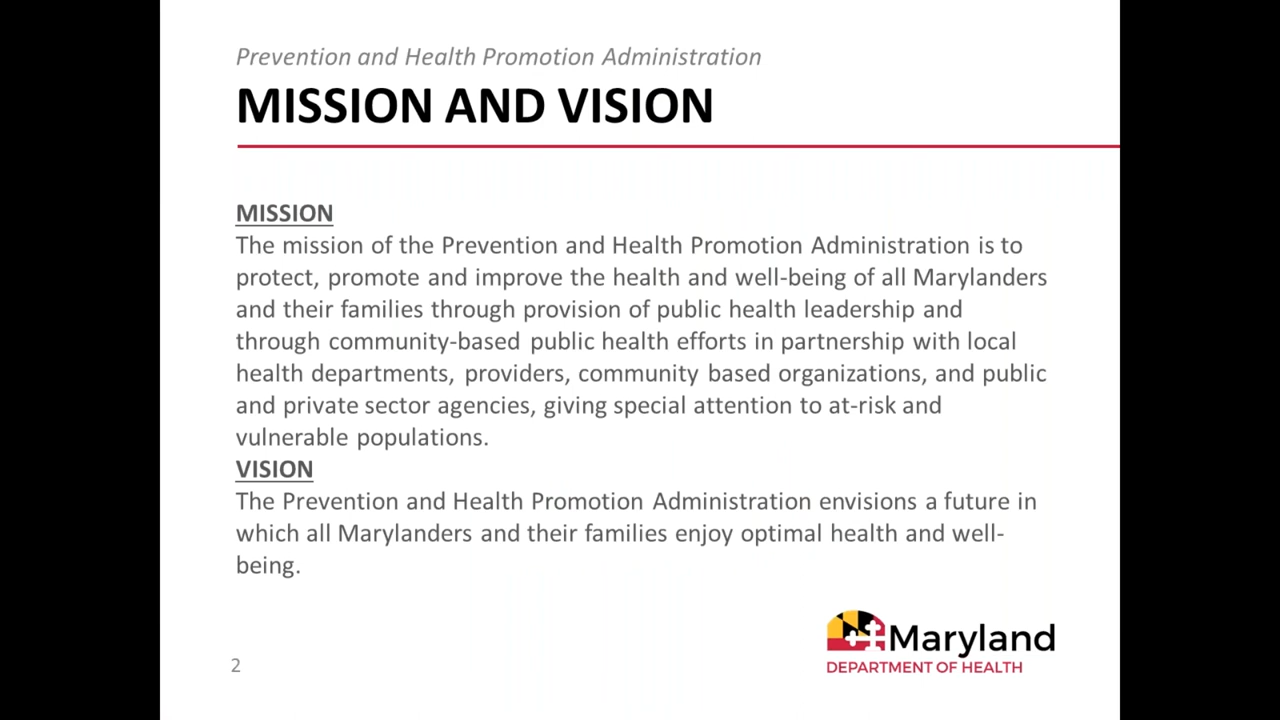 Prevention and Health Promotion Administration
MISSION AND VISION
MISSION
The mission of the Prevention and Health Promotion Administration is to
protect, promote and improve the health and well-being of all Marylanders
and their families through provision of public health leadership and
through community-based public health efforts in partnership with local
health departments, providers, community based organizations, and public
and private sector agencies, giving special attention to at-risk and
vulnerable populations.
VISION
The Prevention and Health Promotion Administration envisions a future in
which all Marylanders and their families enjoy optimal health and well-
being.
Maryland
DEPARTMENT OF HEALTH
2